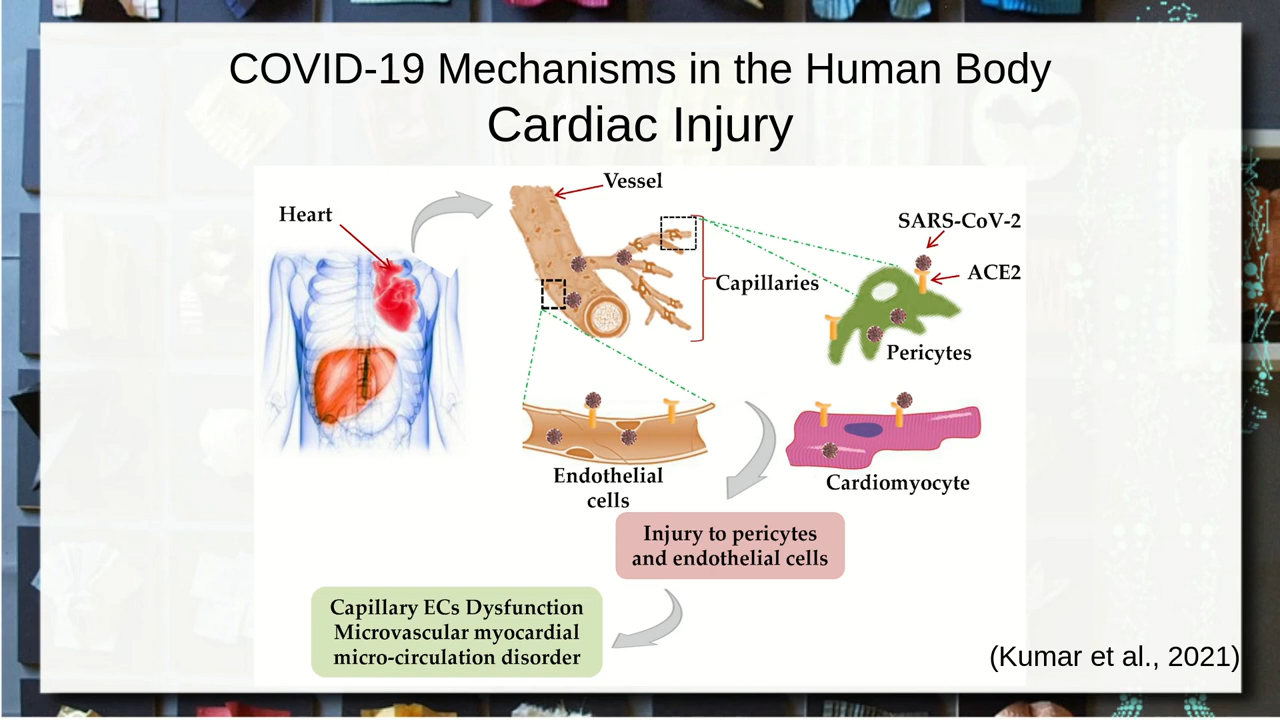 COVID-19 Mechanisms in the Human Body
Cardiac Injury
Vessel
Heart
SARS-CoV-2
ACE2
Capillaries
Pericytes
Endothelial
cells
Cardiomyocyte
Injury to pericytes
and endothelial cells
Capillary ECs Dysfunction
Microvascular myocardial
micro-circulation disorder
(Kumar et al., 2021)